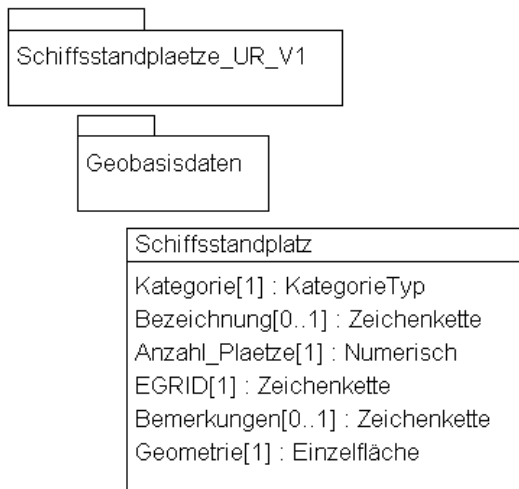 Schiffsstandplaetze_UR_V1
Geobasisdaten
Schiffsstandplatz
Kategorie[1] : KategorieTyp
Bezeichnung[0..1] : Zeichenkette
Anzahl_Plaetze[1] : Numerisch
EGRID[1] : Zeichenkette
Bemerkungen[0..1] : Zeichenkette
Geometrie[1] : Einzelfläche